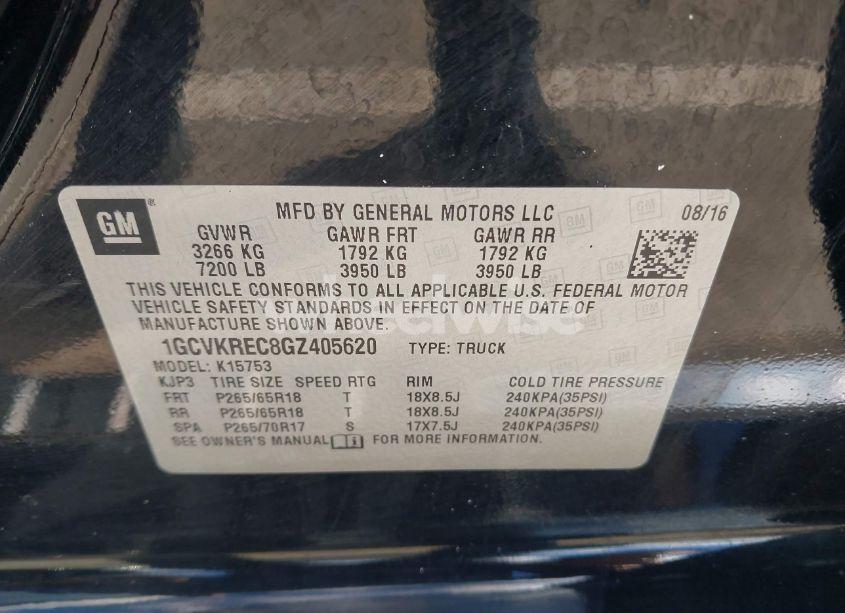 GM ®
MFD BY GENERAL MOTORS LLC 08/16
GVWR GAWR FRT GAWR RR
3266 KG 1792 KG 1792 KG
7200 LB 3950 LB 3950 LB
THIS VEHICLE CONFORMS TO ALL APPLICABLE U.S. FEDERAL MOTOR
VEHICLE SAFETY STANDARDS IN EFFECT ON THE DATE OF
MANUFACTURE SHOWN ABOVE.
1GCVKREC8GZ405620 TYPE: TRUCK
MODEL: K15753
KJP3 TIRE SIZE SPEED RTG RIM COLD TIRE PRESSURE
FRT P265/65R18 T 18X8.5J 240KPA(35PSI)
RR P265/65R18 T 18X8.5J 240KPA(35PSI)
SPA P265/70R17 S 17X7.5J 240KPA(35PSI)
SEE OWNER'S MANUAL FOR MORE INFORMATION.